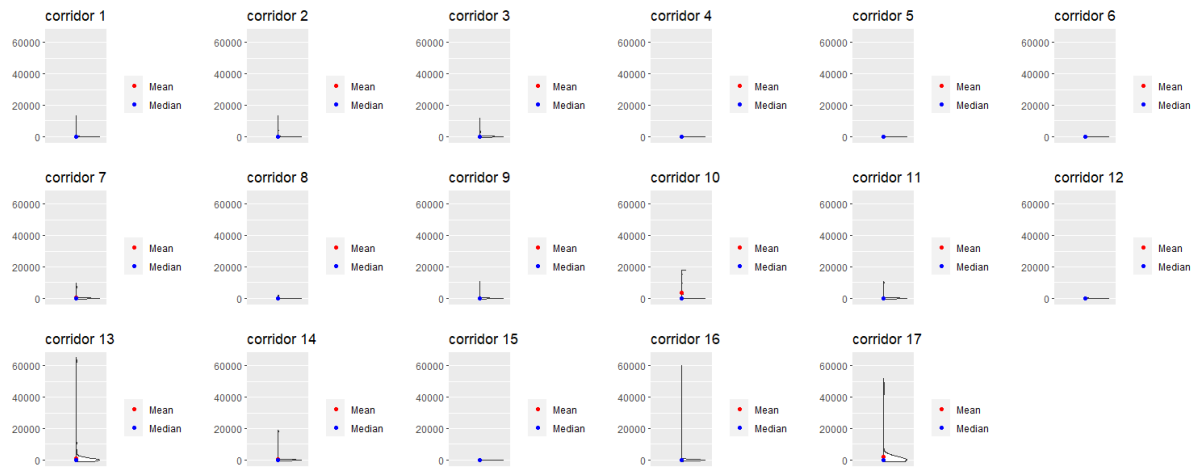 corridor 1
corridor 2
corridor 3
corridor 4
corridor 5
corridor 6
60000
60000
60000
60000
60000
60000
40000
40000
40000
40000
40000
40000
Mean
Mean
Mean
Mean
Mean
Mean
20000
20000
20000
20000
20000
20000
Median
Median
Median
Median
Median
Median
0
0
0
0
0
0
corridor 7
corridor 8
corridor 9
corridor 10
corridor 11
corridor 12
60000
60000
60000
60000
60000
60000
40000
40000
40000
40000
40000
40000
Mean
Mean
Mean
Mean
Mean
Mean
20000
20000
20000
20000
20000
20000
Median
Median
Median
Median
Median
Median
0
0
0
0
0
0
corridor 13
corridor 14
corridor 15
corridor 16
corridor 17
60000
60000
60000
60000
60000
40000
40000
40000
40000
40000
Mean
Mean
Mean
Mean
Mean
20000
20000
20000
20000
20000
Median
Median
Median
Median
Median
0
0
0
0
0